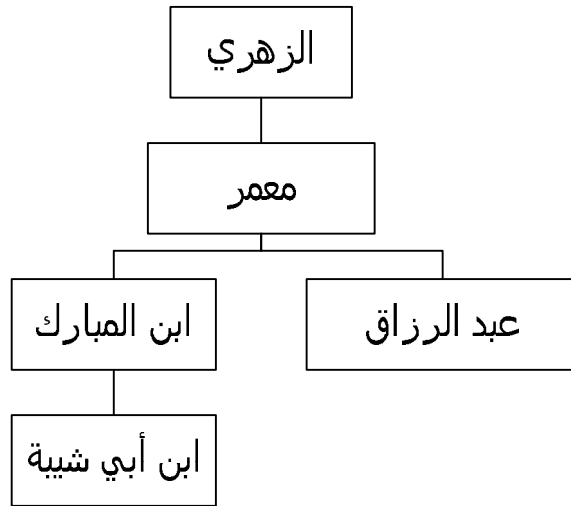 الزهري
معمر
عبد الرزاق
ابن المبارك
ابن أبي شيبة